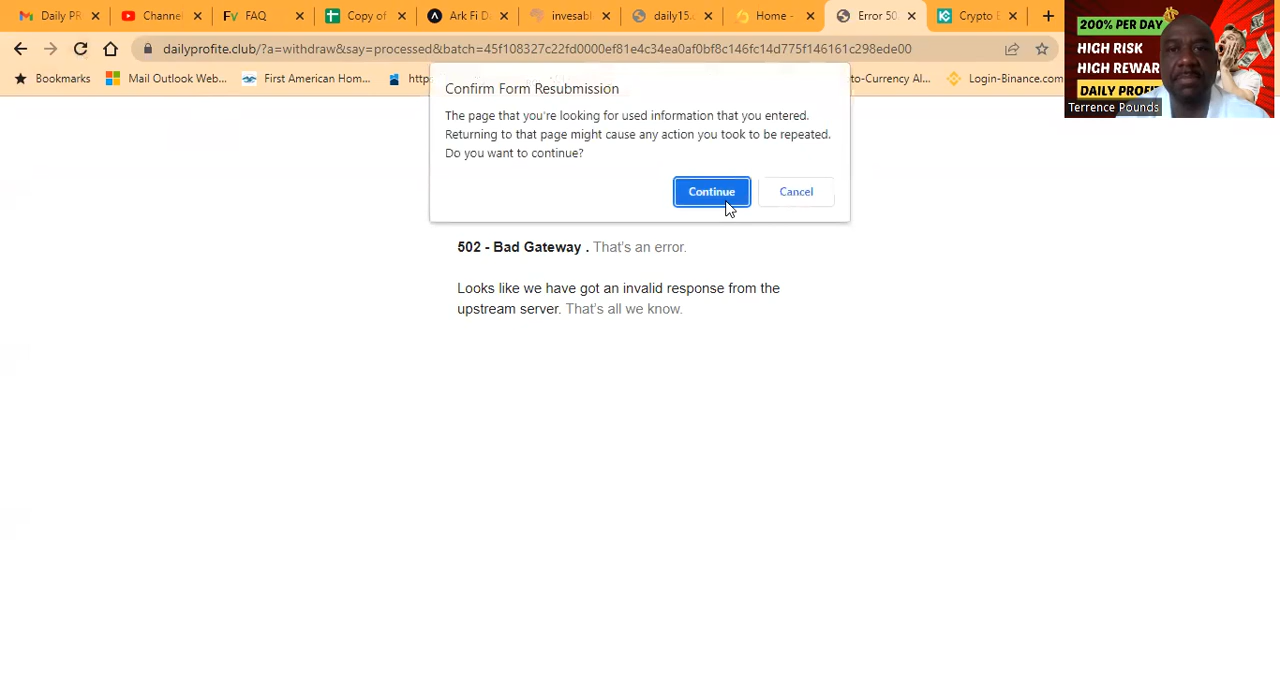 Daily PR
Channe
Fv FAQ
Copy of
Ark Fi D
invesabl
daily15.c
Home -
Error 50
Crypto E
dailyprofite.club/?a=withdraw&say=processed&batch=45f108327c22fd0000ef81e4c34ea0af0bf8c146fc14d775f146161c298ede00
Bookmarks
Mail Outlook Web...
First American Hom...
http
to-Currency Al...
Login-Binance.com
200% PER DAY
HIGH RISK
HIGH REWAR
DAILY PROFI
Terrence Pounds
Confirm Form Resubmission
The page that you're looking for used information that you entered.
Returning to that page might cause any action you took to be repeated.
Do you want to continue?
Continue
Cancel
502 - Bad Gateway . That's an error.
Looks like we have got an invalid response from the
upstream server. That's all we know.